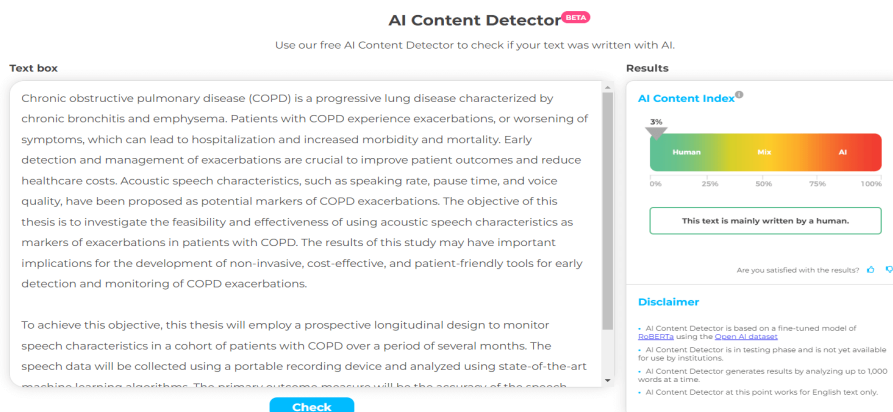 AI Content Detector BETA
Use our free AI Content Detector to check if your text was written with AI.
Text box
Chronic obstructive pulmonary disease (COPD) is a progressive lung disease characterized by
chronic bronchitis and emphysema. Patients with COPD experience exacerbations, or worsening of
symptoms, which can lead to hospitalization and increased morbidity and mortality. Early
detection and management of exacerbations are crucial to improve patient outcomes and reduce
healthcare costs. Acoustic speech characteristics, such as speaking rate, pause time, and voice
quality, have been proposed as potential markers of COPD exacerbations. The objective of this
thesis is to investigate the feasibility and effectiveness of using acoustic speech characteristics as
markers of exacerbations in patients with COPD. The results of this study may have important
implications for the development of non-invasive, cost-effective, and patient-friendly tools for early
detection and monitoring of COPD exacerbations.
To achieve this objective, this thesis will employ a prospective longitudinal design to monitor
speech characteristics in a cohort of patients with COPD over a period of several months. The
speech data will be collected using a portable recording device and analyzed using state-of-the-art
machine learning algorithms. The primary outcome measure will be the accuracy of the speech
Check
Results
AI Content Index
3%
Human Mix AI
0% 25% 50% 75% 100%
This text is mainly written by a human.
Are you satisfied with the results?
Disclaimer
• AI Content Detector is based on a fine-tuned model of
RoBERTa using the Open AI dataset
• AI Content Detector is in testing phase and is not yet available
for use by institutions.
• AI Content Detector generates results by analyzing up to 1,000
words at a time.
• AI Content Detector at this point works for English text only.